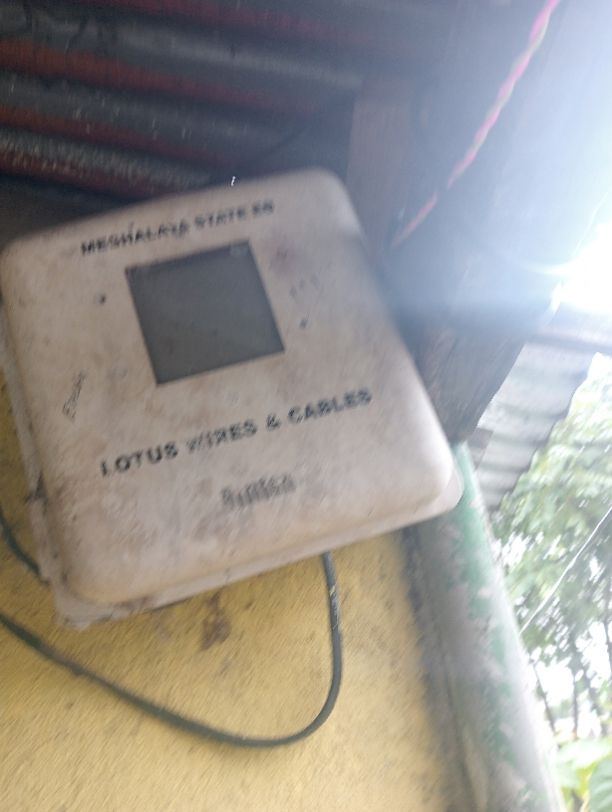 MEGHALAYA STATE EB
LOTUS WIRES & CABLES